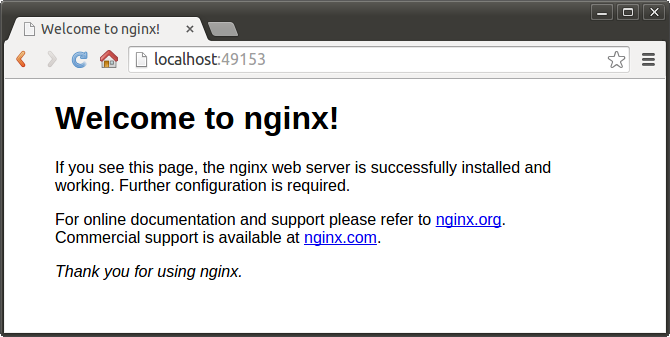 Welcome to nginx!
localhost:49153
Welcome to nginx!
If you see this page, the nginx web server is successfully installed and
working. Further configuration is required.
For online documentation and support please refer to nginx.org.
Commercial support is available at nginx.com.
Thank you for using nginx.